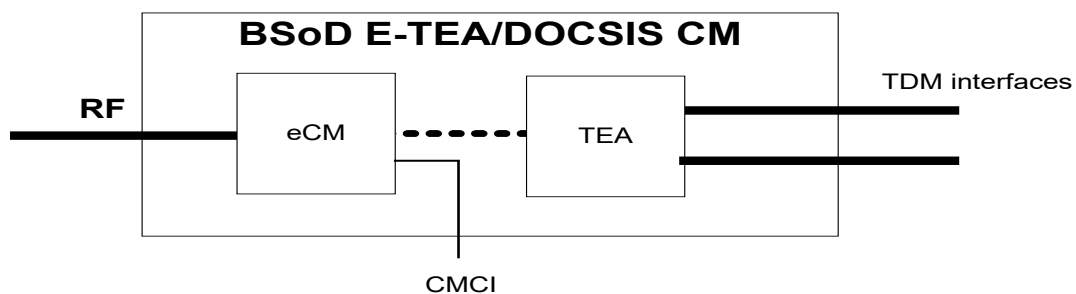 BSoD E-TEA/DOCSIS CM
TDM interfaces
RF
eCM
TEA
CMCI